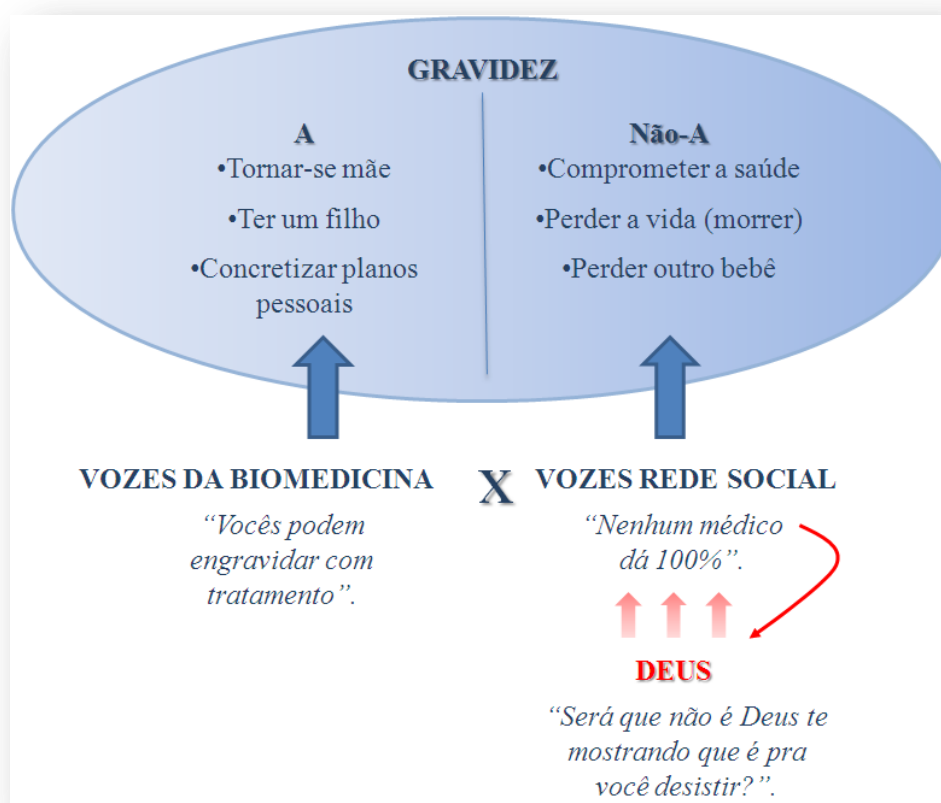 GRAVIDEZ
A
•Tornar-se mãe
•Ter um filho
•Concretizar planos
pessoais
Não-A
•Comprometer a saúde
•Perder a vida (morrer)
•Perder outro bebê
VOZES DA BIOMEDICINA
“Vocês podem
engravidar com
tratamento”.
X
VOZES REDE SOCIAL
“Nenhum médico
dá 100%”.
DEUS
“Será que não é Deus te
mostrando que é pra
você desistir?”.